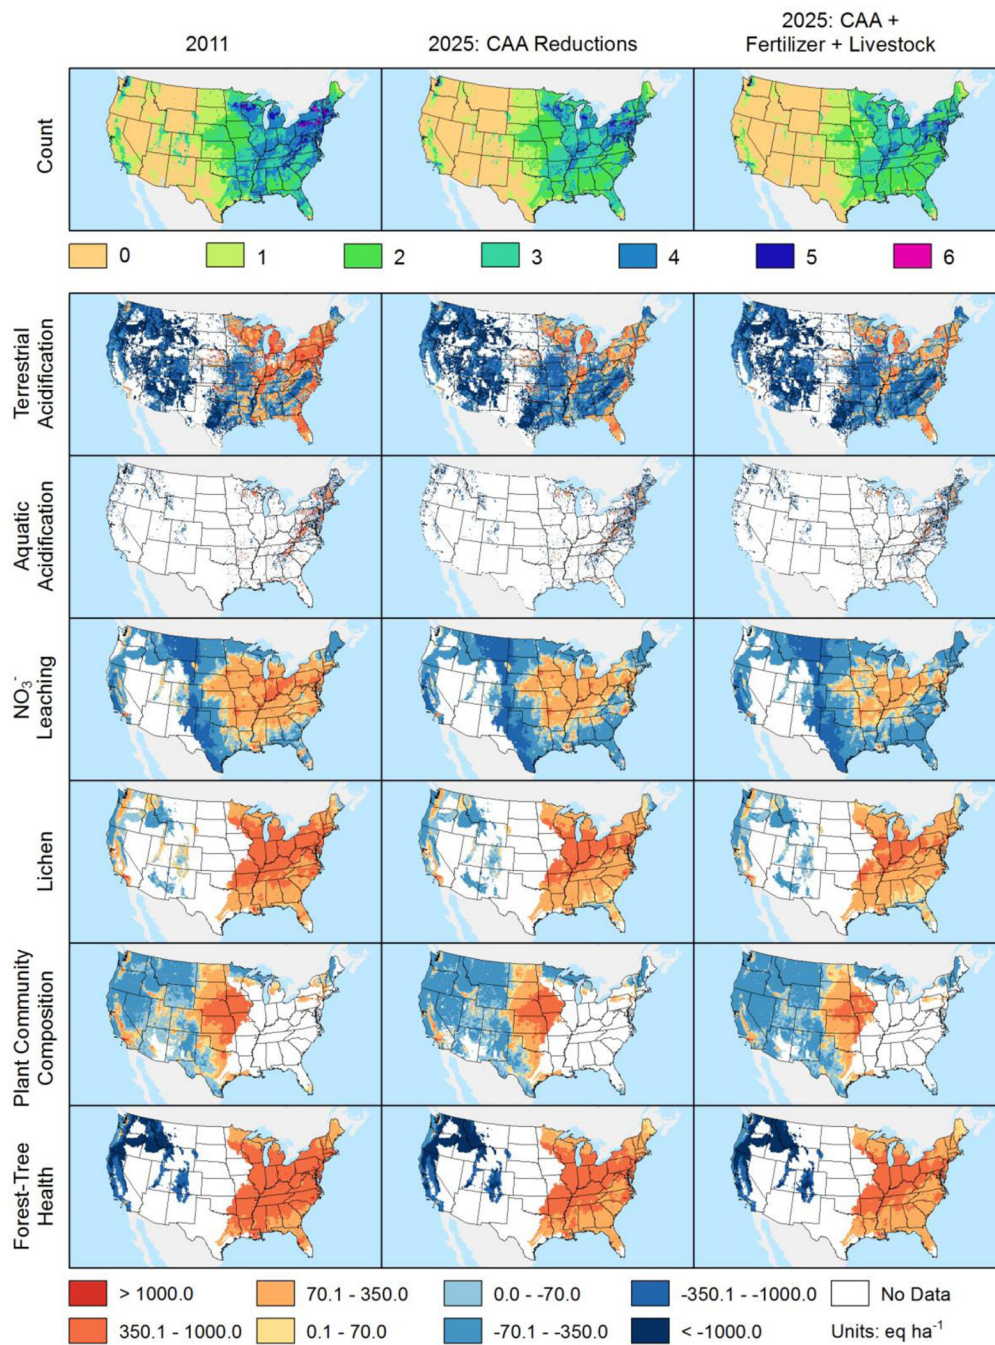 2011
2025: CAA Reductions
2025: CAA +
Fertilizer + Livestock
Count
0 1 2 3 4 5 6
Terrestrial
Acidification
Aquatic
Acidification
NO₃⁻
Leaching
Lichen
Plant Community
Composition
Forest-Tree
Health
> 1000.0 70.1 - 350.0 0.0 - -70.0 -350.1 - -1000.0 No Data
350.1 - 1000.0 0.1 - 70.0 -70.1 - -350.0 < -1000.0 Units: eq ha⁻¹